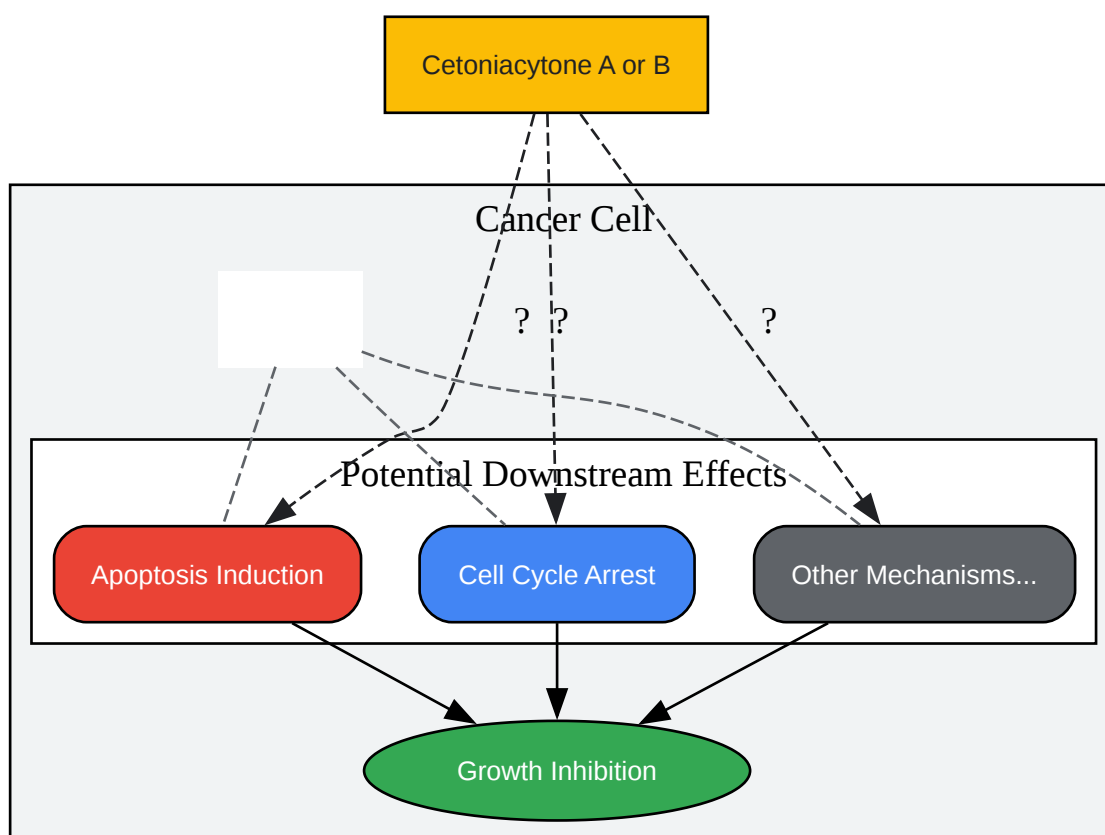 Cetoniacytone A or B
Cancer Cell
? ? ?
Potential Downstream Effects
Apoptosis Induction
Cell Cycle Arrest
Other Mechanisms...
Growth Inhibition